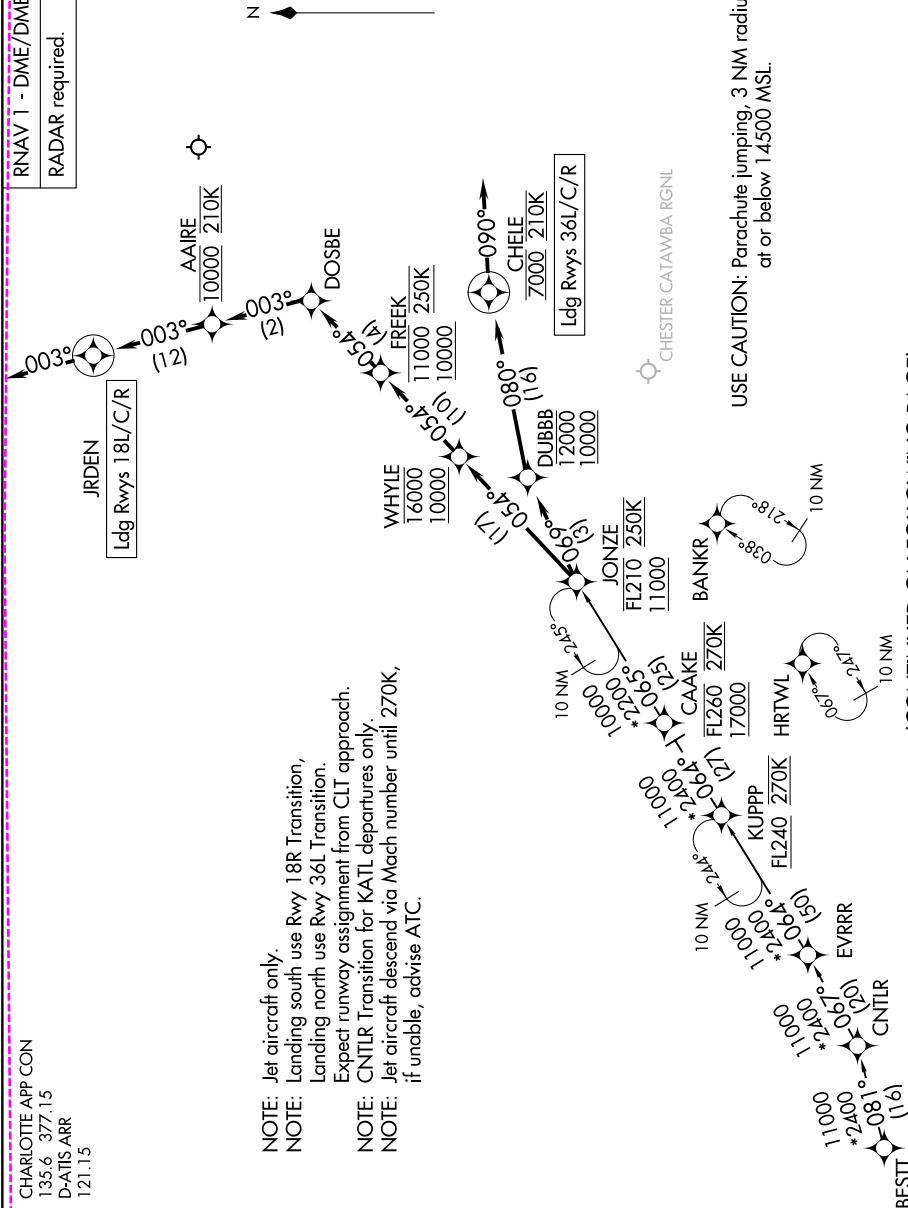 CHARLOTTE APP CON
135.6 377.15
D-ATIS ARR
121.15
RNAV 1 - DME/DME
RADAR required.
N
003°
JRDEN
Ldg Rwys 18L/C/R
003°
(12)
AAIRE
10000 210K
003°
(2)
DOSBE
054°
(4)
FREEK
11000 250K
10000
054°
(10)
WHYLE
16000
10000
054°
(17)
090°
CHELE
7000 210K
Ldg Rwys 36L/C/R
080°
(16)
DUBBB
12000
10000
069°
(3)
JONZE
FL210 250K
11000
10 NM
245°
10000
*2200
065°
(25)
CAAKE
FL260 270K
17000
11000
*2400
064°
(27)
KUPPP
FL240 270K
10 NM
244°
11000
*2400
064°
(50)
EVRRR
11000
*2400
067°
(20)
CNTLR
11000
*2400
081°
(16)
BESTT
BANKR
038°
218°
10 NM
HRTWL
067°
247°
10 NM
CHESTER CATAWBA RGNL
USE CAUTION: Parachute jumping, 3 NM radiu
at or below 14500 MSL.
NOTE: Jet aircraft only.
NOTE: Landing south use Rwy 18R Transition,
Landing north use Rwy 36L Transition.
Expect runway assignment from CLT approach.
NOTE: CNTLR Transition for KATL departures only.
NOTE: Jet aircraft descend via Mach number until 270K,
if unable, advise ATC.